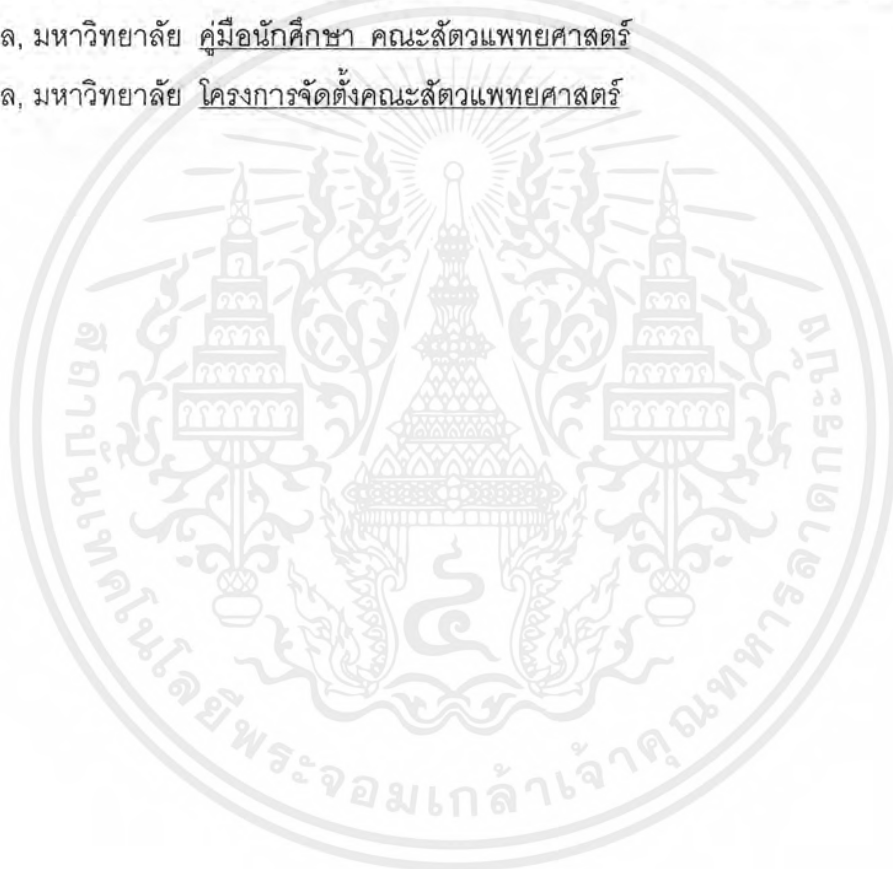 ล, มหาวิทยาลัย คู่มือนักศึกษา คณะสัตวแพทยศาสตร์
ล, มหาวิทยาลัย โครงการจัดตั้งคณะสัตวแพทยศาสตร์
สถาบันเทคโนโลยีพระจอมเกล้าเจ้าคุณทหารลาดกระบัง